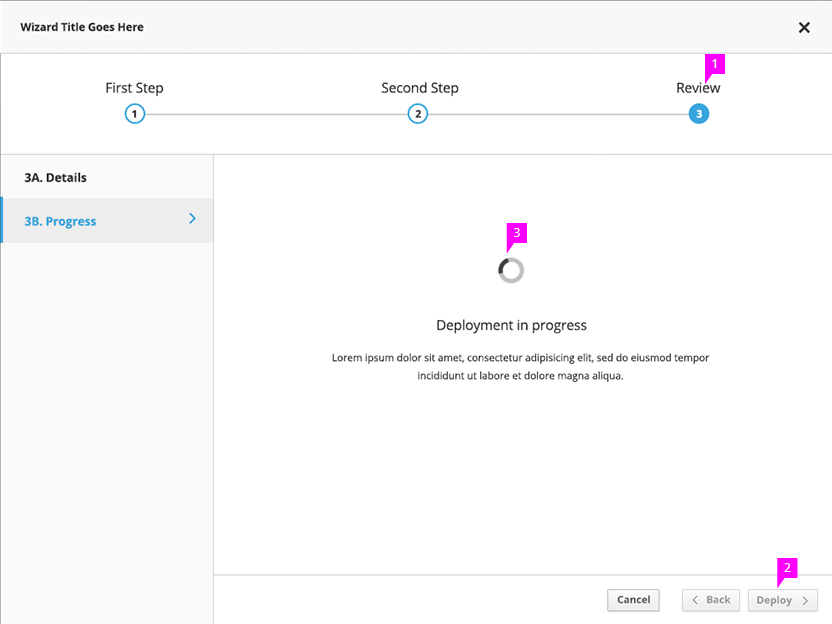 Wizard Title Goes Here
1
First Step
Second Step
Review
1
2
3
3A. Details
3B. Progress
3
Deployment in progress
Lorem ipsum dolor sit amet, consectetur adipisicing elit, sed do eiusmod tempor
incididunt ut labore et dolore magna aliqua.
2
Cancel
Back
Deploy